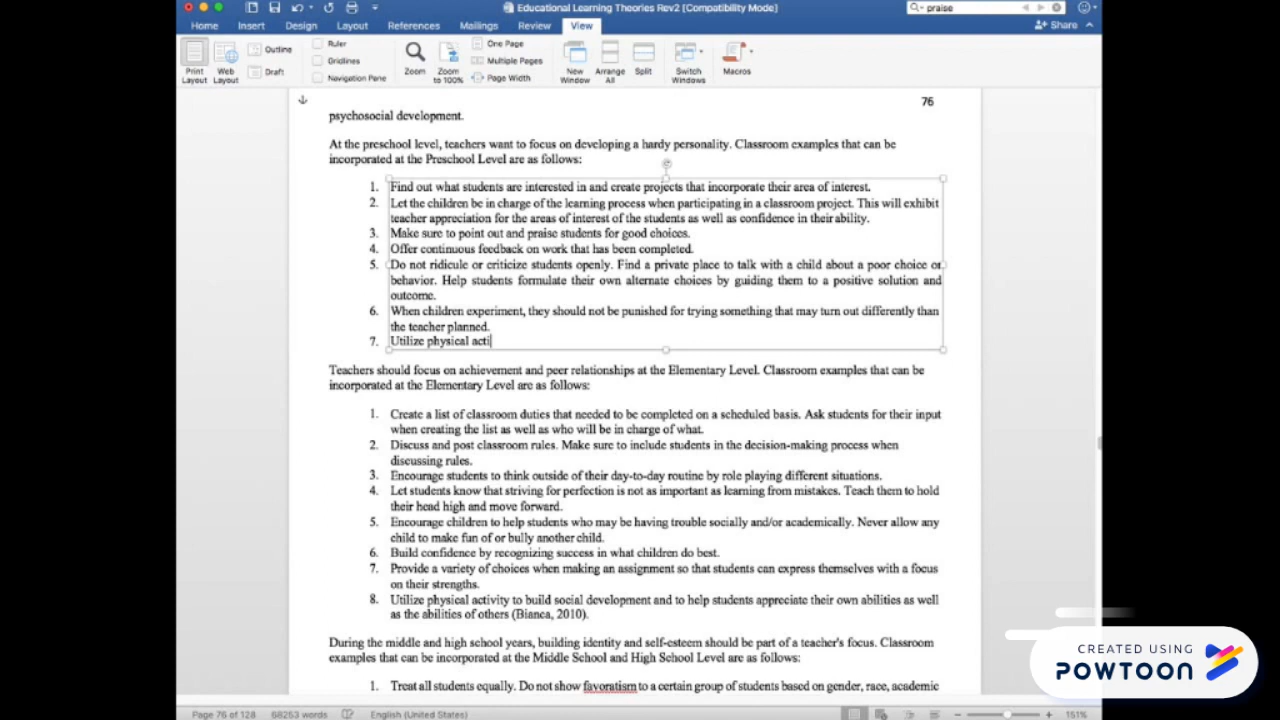 Educational Learning Theories Rev2 [Compatibility Mode]
praise
Home Insert Design Layout References Mailings Review View
Share
Print Layout
Web Layout
Outline
Draft
Ruler
Gridlines
Navigation Pane
Zoom
Zoom to 100%
One Page
Multiple Pages
Page Width
New Window
Arrange All
Split
Switch Windows
Macros
76
psychosocial development.
At the preschool level, teachers want to focus on developing a hardy personality. Classroom examples that can be
incorporated at the Preschool Level are as follows:
1. Find out what students are interested in and create projects that incorporate their area of interest.
2. Let the children be in charge of the learning process when participating in a classroom project. This will exhibit
teacher appreciation for the areas of interest of the students as well as confidence in their ability.
3. Make sure to point out and praise students for good choices.
4. Offer continuous feedback on work that has been completed.
5. Do not ridicule or criticize students openly. Find a private place to talk with a child about a poor choice or
behavior. Help students formulate their own alternate choices by guiding them to a positive solution and
outcome.
6. When children experiment, they should not be punished for trying something that may turn out differently than
the teacher planned.
7. Utilize physical acti
Teachers should focus on achievement and peer relationships at the Elementary Level. Classroom examples that can be
incorporated at the Elementary Level are as follows:
1. Create a list of classroom duties that needed to be completed on a scheduled basis. Ask students for their input
when creating the list as well as who will be in charge of what.
2. Discuss and post classroom rules. Make sure to include students in the decision-making process when
discussing rules.
3. Encourage students to think outside of their day-to-day routine by role playing different situations.
4. Let students know that striving for perfection is not as important as learning from mistakes. Teach them to hold
their head high and move forward.
5. Encourage children to help students who may be having trouble socially and/or academically. Never allow any
child to make fun of or bully another child.
6. Build confidence by recognizing success in what children do best.
7. Provide a variety of choices when making an assignment so that students can express themselves with a focus
on their strengths.
8. Utilize physical activity to build social development and to help students appreciate their own abilities as well
as the abilities of others (Bianca, 2010).
During the middle and high school years, building identity and self-esteem should be part of a teacher's focus. Classroom
examples that can be incorporated at the Middle School and High School Level are as follows:
1. Treat all students equally. Do not show favoratism to a certain group of students based on gender, race, academic
CREATED USING
POWTOON
Page 76 of 128 68253 words English (United States) 151%